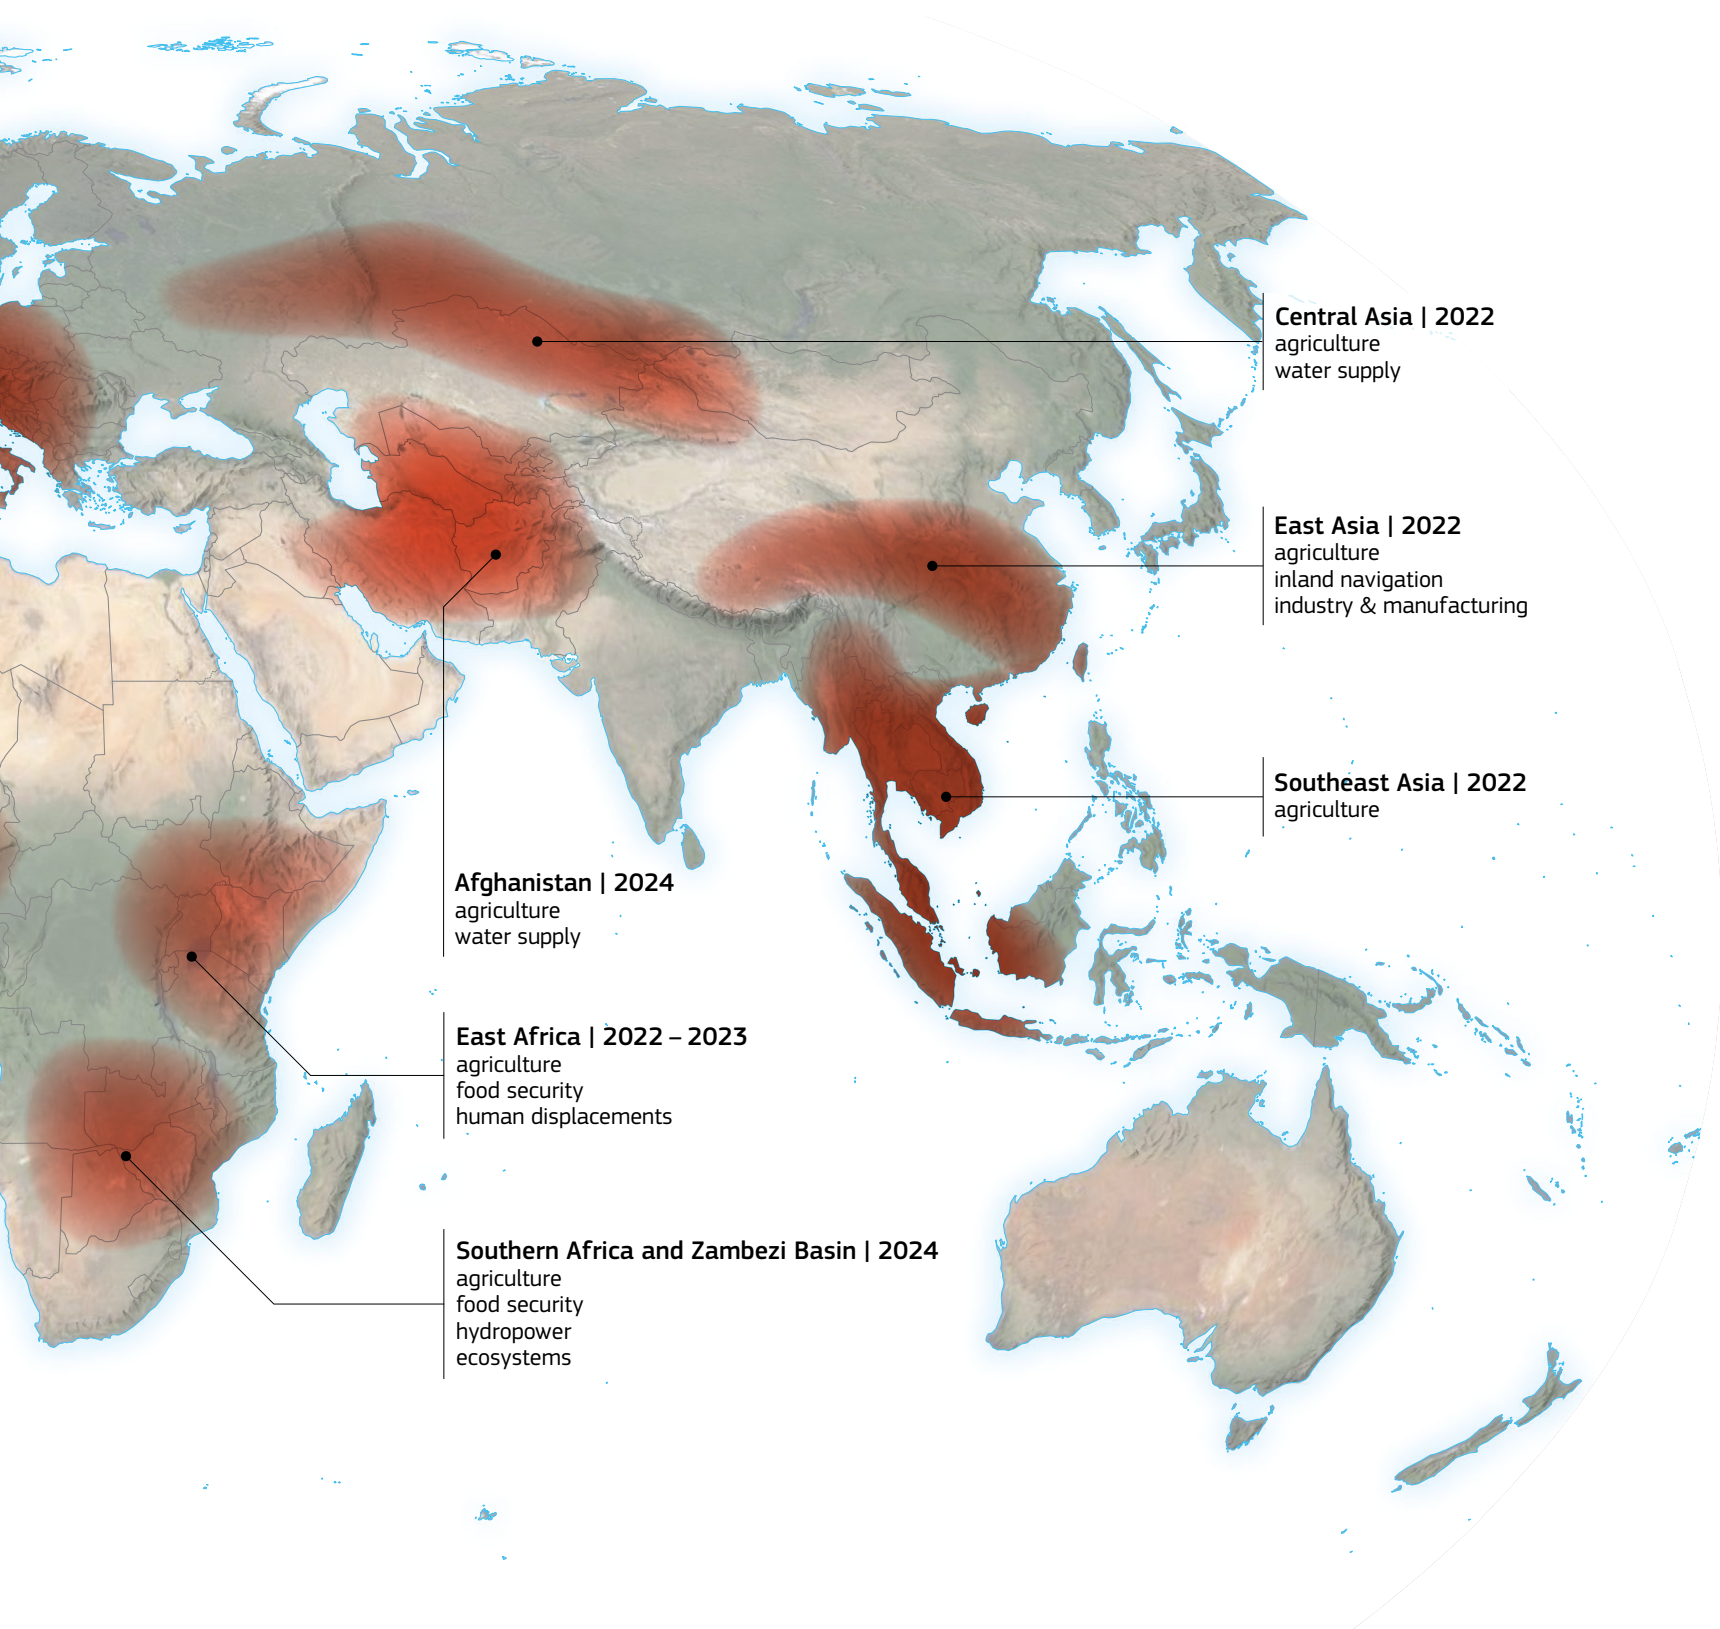 Central Asia | 2022
agriculture
water supply
East Asia | 2022
agriculture
inland navigation
industry & manufacturing
Southeast Asia | 2022
agriculture
Afghanistan | 2024
agriculture
water supply
East Africa | 2022 – 2023
agriculture
food security
human displacements
Southern Africa and Zambezi Basin | 2024
agriculture
food security
hydropower
ecosystems